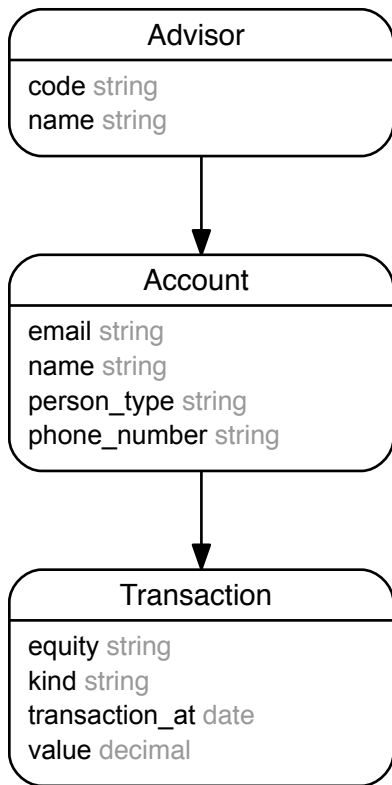 Advisor
code string
name string
Account
email string
name string
person_type string
phone_number string
Transaction
equity string
kind string
transaction_at date
value decimal